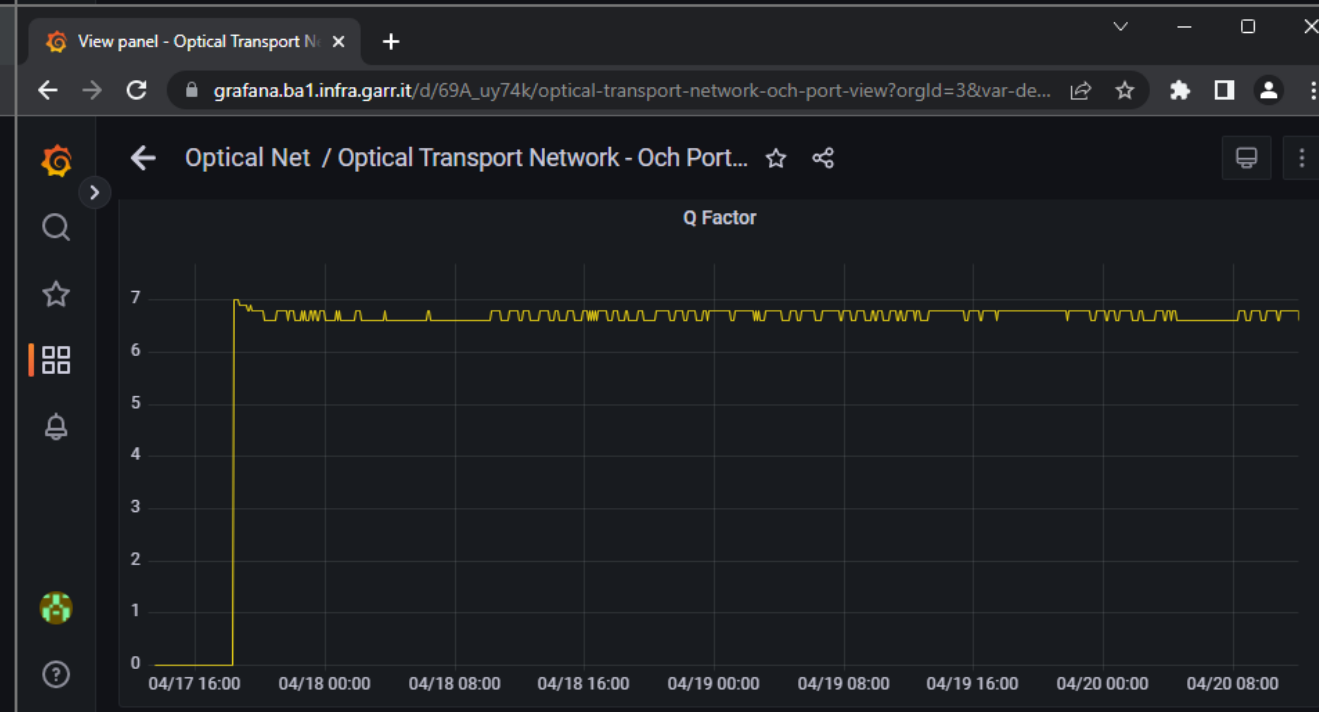 View panel - Optical Transport N
grafana.ba1.infra.garr.it/d/69A_uy74k/optical-transport-network-och-port-view?orgId=3&var-de...
Optical Net / Optical Transport Network - Och Port...
Q Factor
7
6
5
4
3
2
1
0
04/17 16:00 04/18 00:00 04/18 08:00 04/18 16:00 04/19 00:00 04/19 08:00 04/19 16:00 04/20 00:00 04/20 08:00